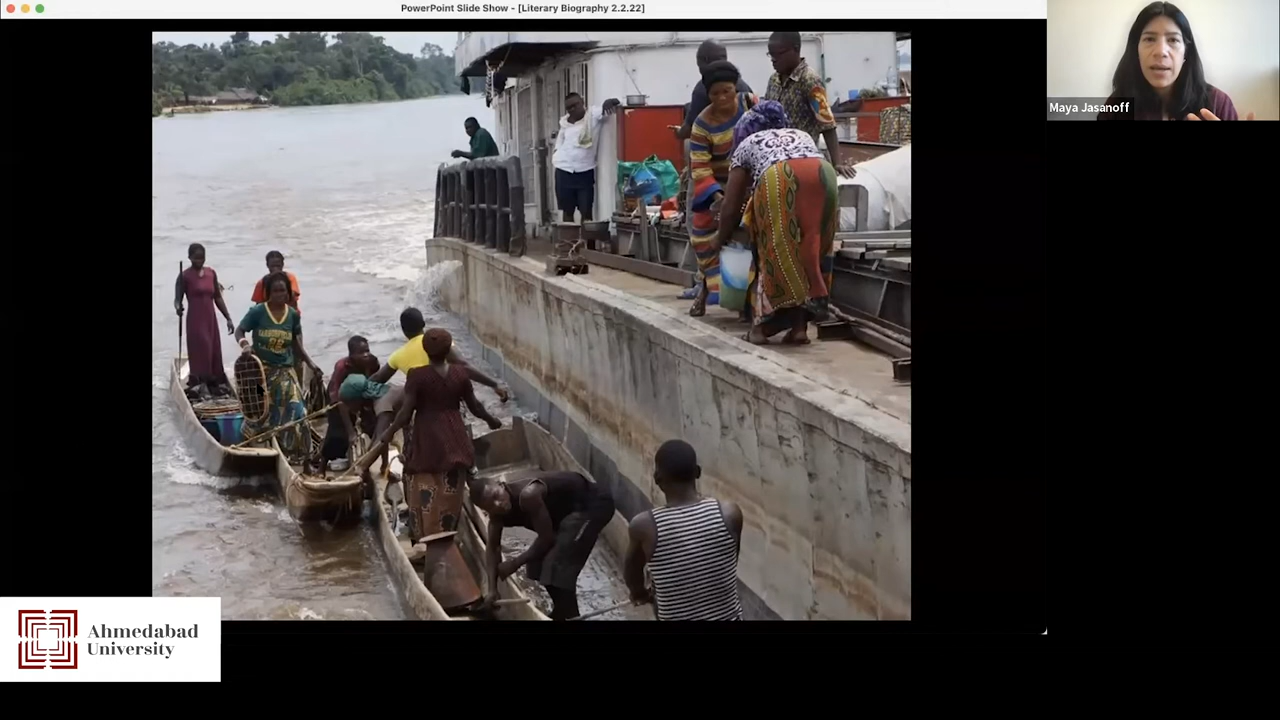 PowerPoint Slide Show - [Literary Biography 2.2.22]
Maya Jasanoff
Ahmedabad
University